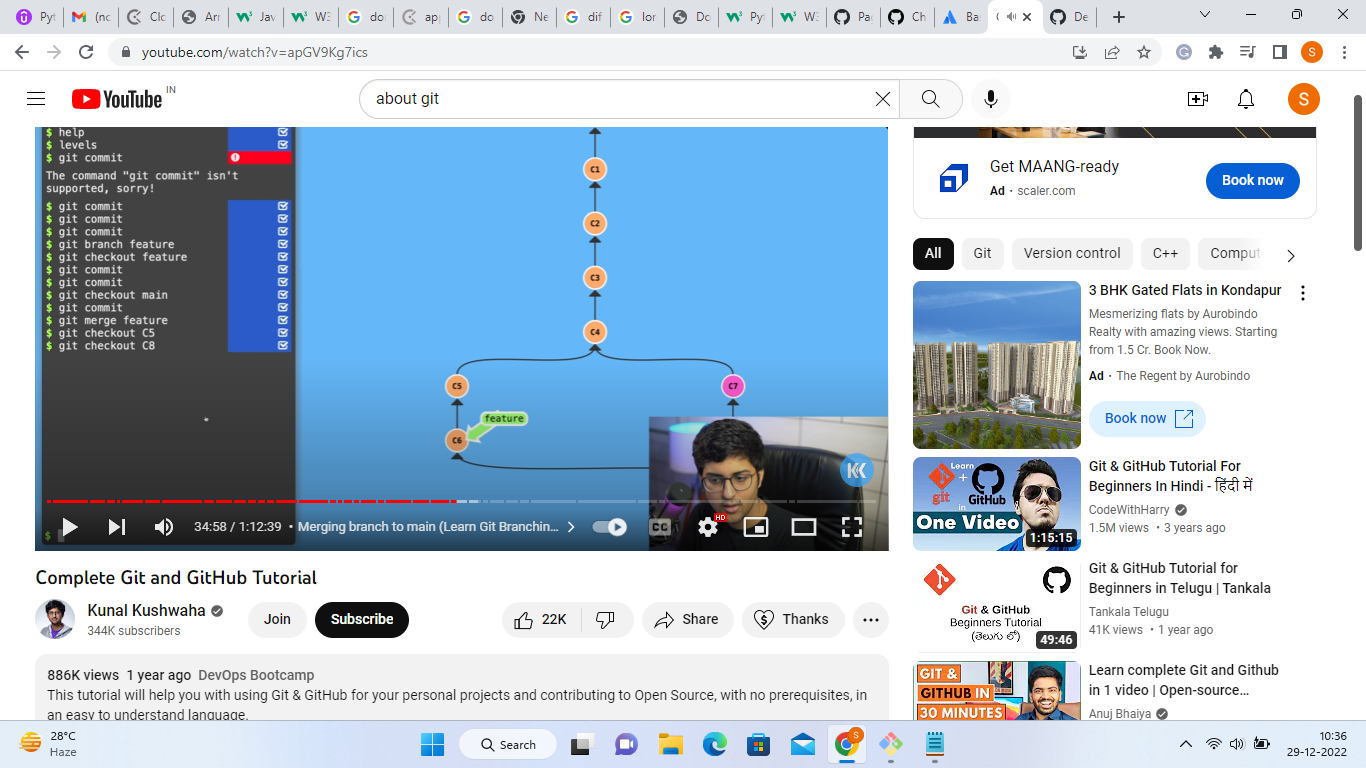 Pyt
M (nc
Clo
Arr
Jav
W3
do
app
do
Ne
dif
lor
Do
Pyt
W3
Pac
Ch
Ba
De
youtube.com/watch?v=apGV9Kg7ics
S
YouTube IN
about git
S
$ help
$ levels
$ git commit
The command "git commit" isn't
supported, sorry!
$ git commit
$ git commit
$ git commit
$ git branch feature
$ git checkout feature
$ git commit
$ git commit
$ git checkout main
$ git commit
$ git merge feature
$ git checkout C5
$ git checkout C8
$
C1
C2
C3
C4
C5
C7
feature
C6
KK
34:58 / 1:12:39 • Merging branch to main (Learn Git Branchin…
CC
HD
Complete Git and GitHub Tutorial
Kunal Kushwaha
344K subscribers
Join
Subscribe
22K
Share
Thanks
886K views 1 year ago DevOps Bootcamp
This tutorial will help you with using Git & GitHub for your personal projects and contributing to Open Source, with no prerequisites, in
an easy to understand language.
Get MAANG-ready
Ad · scaler.com
Book now
All
Git
Version control
C++
Comput
3 BHK Gated Flats in Kondapur
Mesmerizing flats by Aurobindo
Realty with amazing views. Starting
from 1.5 Cr. Book Now.
Ad · The Regent by Aurobindo
Book now
Learn
git
+
GitHub
in
One Video
1:15:15
Git & GitHub Tutorial For
Beginners In Hindi - हिंदी में
CodeWithHarry
1.5M views • 3 years ago
Git & GitHub
Beginners Tutorial
(తెలుగు లో)
49:46
Git & GitHub Tutorial for
Beginners in Telugu | Tankala
Tankala Telugu
41K views • 1 year ago
GIT &
GITHUB IN
30 MINUTES
Learn complete Git and Github
in 1 video | Open-source…
Anuj Bhaiya
28°C
Haze
Search
S
10:36
29-12-2022